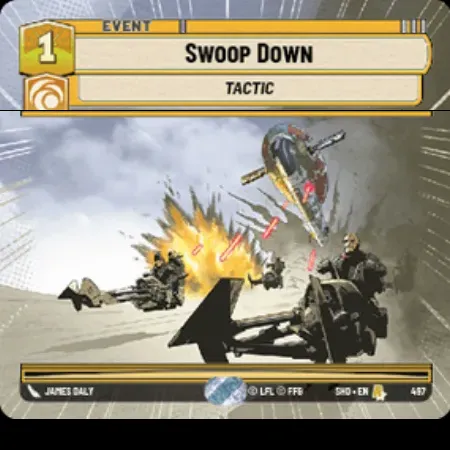 EVENT
1
SWOOP DOWN
TACTIC
JAMES DALY
© LFL © FFG
SHD • EN
497